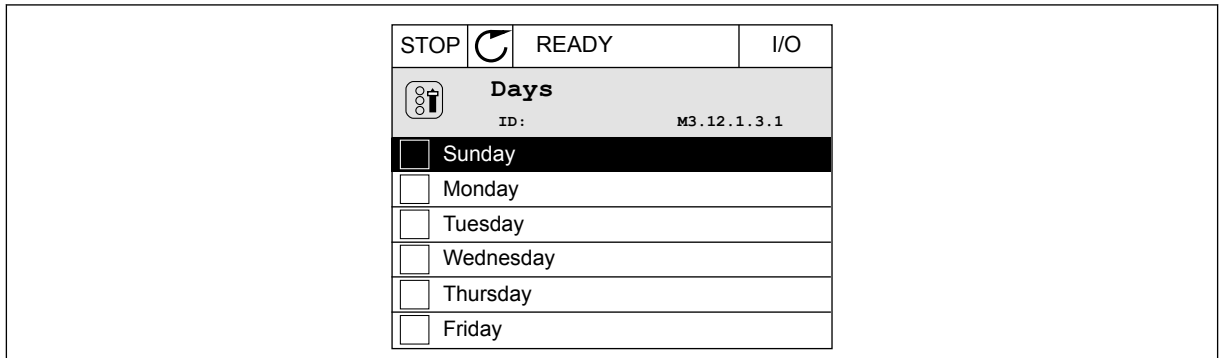 STOP READY I/O
Days
ID: M3.12.1.3.1
Sunday
Monday
Tuesday
Wednesday
Thursday
Friday